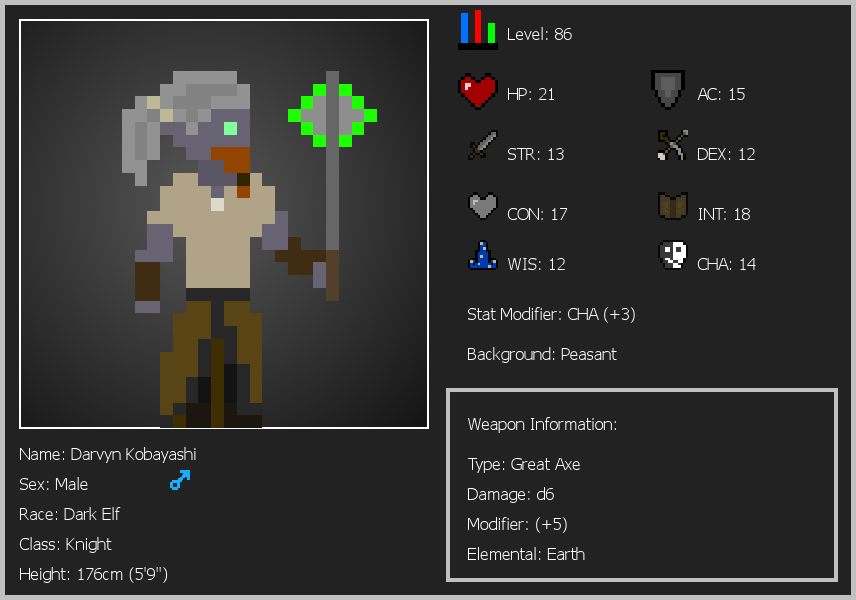 Level: 86
HP: 21
AC: 15
STR: 13
DEX: 12
CON: 17
INT: 18
WIS: 12
CHA: 14
Stat Modifier: CHA (+3)
Background: Peasant
Weapon Information:
Type: Great Axe
Damage: d6
Modifier: (+5)
Elemental: Earth
Name: Darvyn Kobayashi
Sex: Male
Race: Dark Elf
Class: Knight
Height: 176cm (5'9")